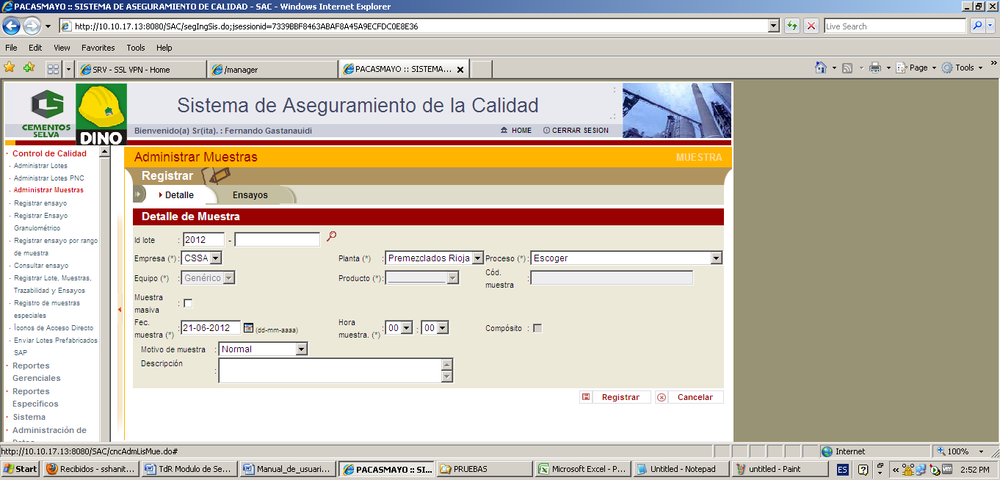 PACASMAYO :: SISTEMA DE ASEGURAMIENTO DE CALIDAD - SAC - Windows Internet Explorer
http://10.10.17.13:8080/SAC/segIngSis.do;jsessionid=7339BBF8463ABAF8A45A9ECFDC0E8E36
Live Search
File Edit View Favorites Tools Help
SRV - SSL VPN - Home
/manager
PACASMAYO :: SISTEMA...
Page
Tools
CEMENTOS
SELVA
DINO
Sistema de Aseguramiento de la Calidad
Bienvenido(a) Sr(ita). : Fernando Gastanauidi
HOME
CERRAR SESION
Control de Calidad
Administrar Lotes
Administrar Lotes PNC
Administrar Muestras
Registrar ensayo
Registrar Ensayo
Granulométrico
Registrar ensayo por rango
de muestra
Consultar ensayo
Registrar Lote, Muestras,
Trazabilidad y Ensayos
Registro de muestras
especiales
Íconos de Acceso Directo
Enviar Lotes Prefabricados
SAP
Reportes
Gerenciales
Reportes
Específicos
Sistema
Administración de
Administrar Muestras
MUESTRA
Registrar
Detalle
Ensayos
Detalle de Muestra
Id lote : 2012 -
Empresa (*) : CSSA Planta (*) : Premezclados Rioja Proceso (*) : Escoger
Equipo (*) : Genérico Producto (*) : Cód.
muestra :
Muestra
masiva :
Fec.
muestra (*) : 21-06-2012 (dd-mm-aaaa) Hora
muestra. (*) : 00 : 00 Compósito :
Motivo de muestra : Normal
Descripción :
Registrar
Cancelar
http://10.10.17.13:8080/SAC/cncAdmLisMue.do#
Internet
100%
Start
Recibidos - sshanit...
TdR Modulo de Se...
Manual_de_usuari...
PACASMAYO :: SI...
PRUEBAS
Microsoft Excel - P...
Untitled - Notepad
untitled - Paint
ES
2:52 PM